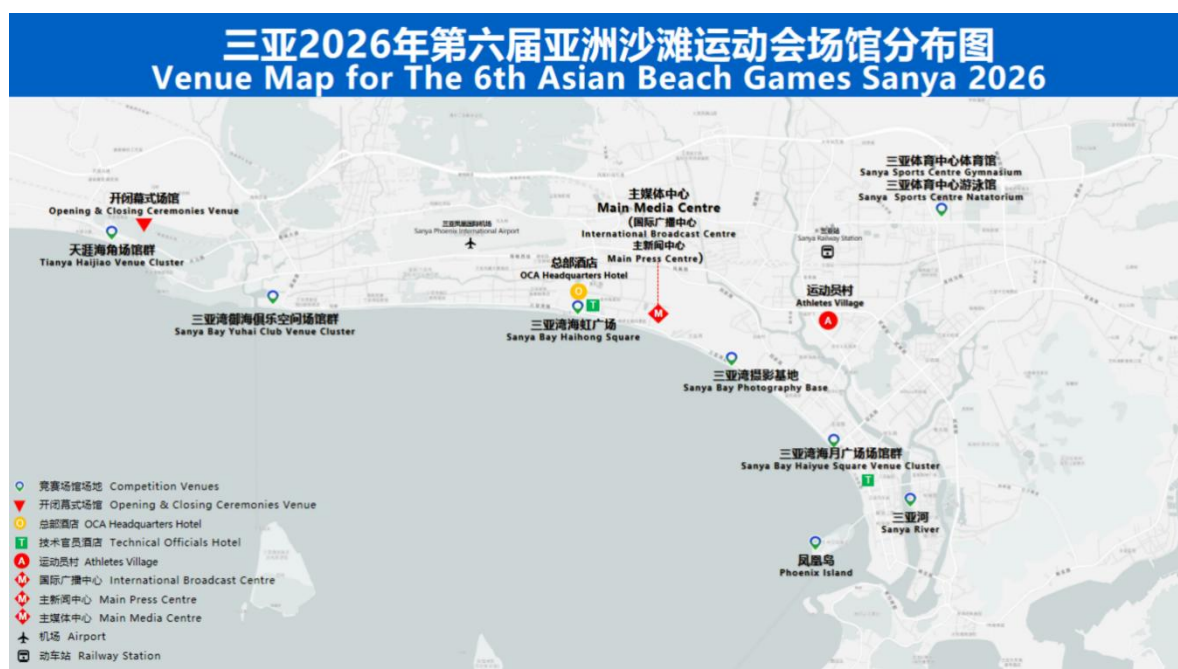 三亚2026年第六届亚洲沙滩运动会场馆分布图
Venue Map for The 6th Asian Beach Games Sanya 2026
三亚体育中心体育馆
Sanya Sports Centre Gymnasium
三亚体育中心游泳馆
Sanya Sports Centre Natatorium
开闭幕式场馆
Opening & Closing Ceremonies Venue
天涯海角场馆群
Tianya Haijiao Venue Cluster
三亚凤凰国际机场
Sanya Phoenix International Airport
主媒体中心
Main Media Centre
(国际广播中心
International Broadcast Centre
主新闻中心
Main Press Centre)
三亚站
Sanya Railway Station
总部酒店
OCA Headquarters Hotel
运动员村
Athletes Village
A
O
T
M
三亚湾御海俱乐空间场馆群
Sanya Bay Yuhai Club Venue Cluster
三亚湾海虹广场
Sanya Bay Haihong Square
三亚湾摄影基地
Sanya Bay Photography Base
三亚湾海月广场场馆群
Sanya Bay Haiyue Square Venue Cluster
T
三亚河
Sanya River
凤凰岛
Phoenix Island
竞赛场馆场地 Competition Venues
开闭幕式场馆 Opening & Closing Ceremonies Venue
O 总部酒店 OCA Headquarters Hotel
T 技术官员酒店 Technical Officials Hotel
A 运动员村 Athletes Village
M 国际广播中心 International Broadcast Centre
M 主新闻中心 Main Press Centre
M 主媒体中心 Main Media Centre
机场 Airport
动车站 Railway Station